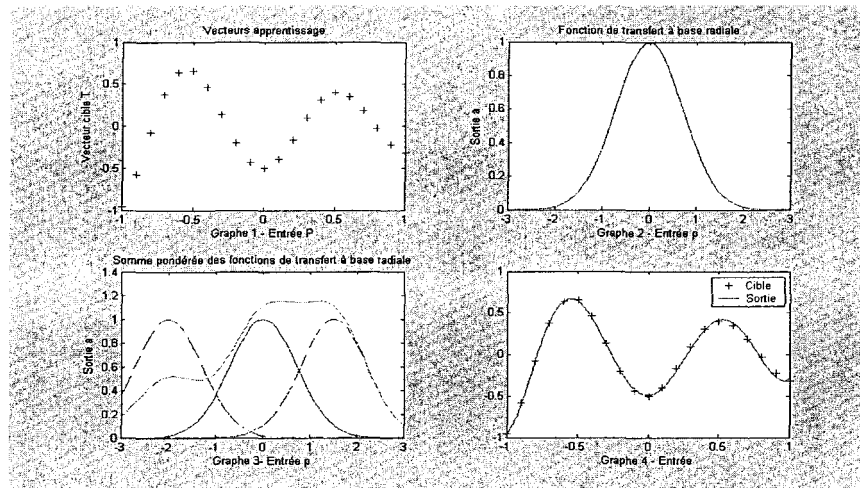 Vecteurs apprentissage
1
0.5
0
-0.5
-1
Vecteur cible T
-1 -0.5 0 0.5 1
Graphe 1 - Entrée P
Fonction de transfert à base radiale
1
0.8
0.6
0.4
0.2
0
Sortie a
-3 -2 -1 0 1 2 3
Graphe 2 - Entrée p
Somme pondérée des fonctions de transfert à base radiale
1.4
1.2
1
0.8
0.6
0.4
0.2
0
Sortie a
-3 -2 -1 0 1 2 3
Graphe 3- Entrée p
1
0.5
0
-0.5
-1
+ Cible
Sortie
-1 -0.5 0 0.5 1
Graphe 4 - Entrée